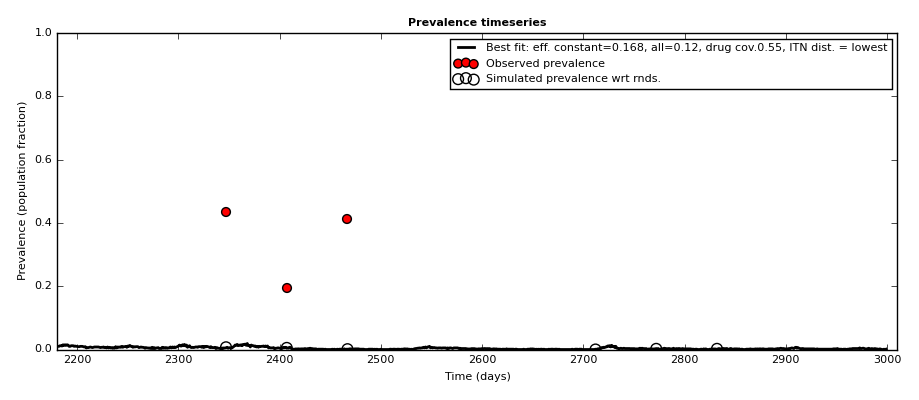 Prevalence timeseries
Best fit: eff. constant=0.168, all=0.12, drug cov.0.55, ITN dist. = lowest
Observed prevalence
Simulated prevalence wrt rnds.
Prevalence (population fraction)
1.0
0.8
0.6
0.4
0.2
0.0
2200 2300 2400 2500 2600 2700 2800 2900 3000
Time (days)